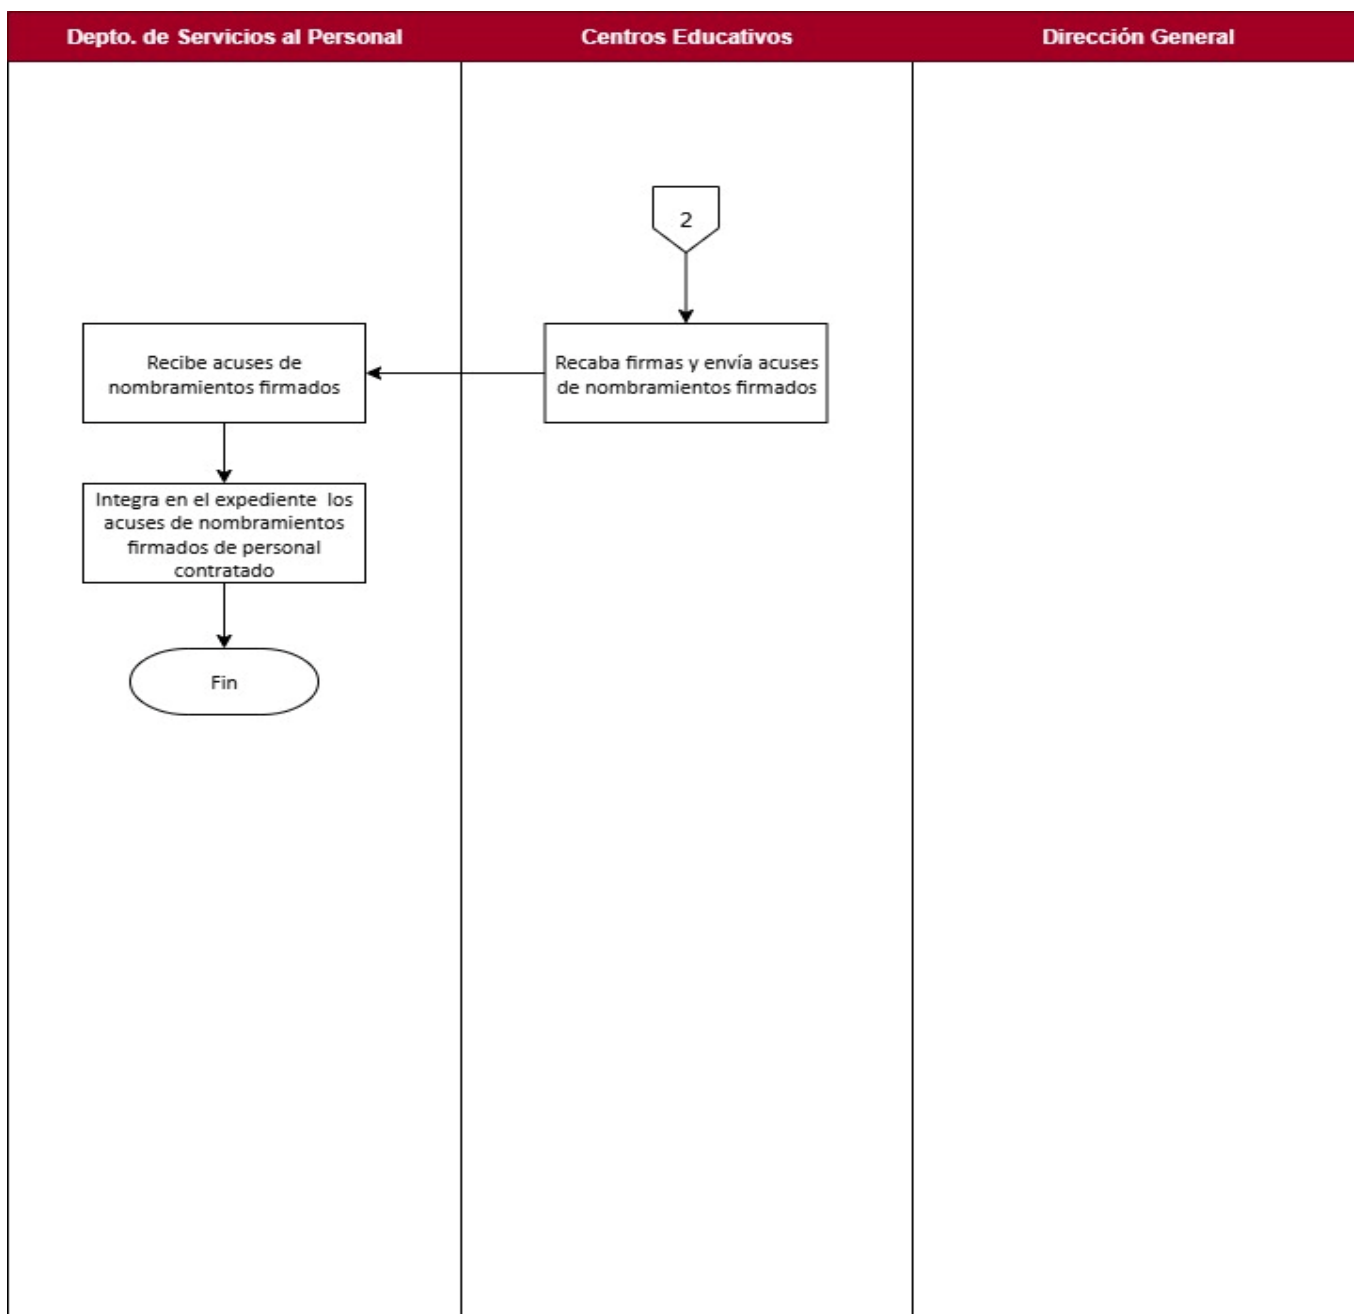 Depto. de Servicios al Personal
Centros Educativos
Dirección General
2
Recaba firmas y envía acuses
de nombramientos firmados
Recibe acuses de
nombramientos firmados
Integra en el expediente  los
acuses de nombramientos
firmados de personal
contratado
Fin